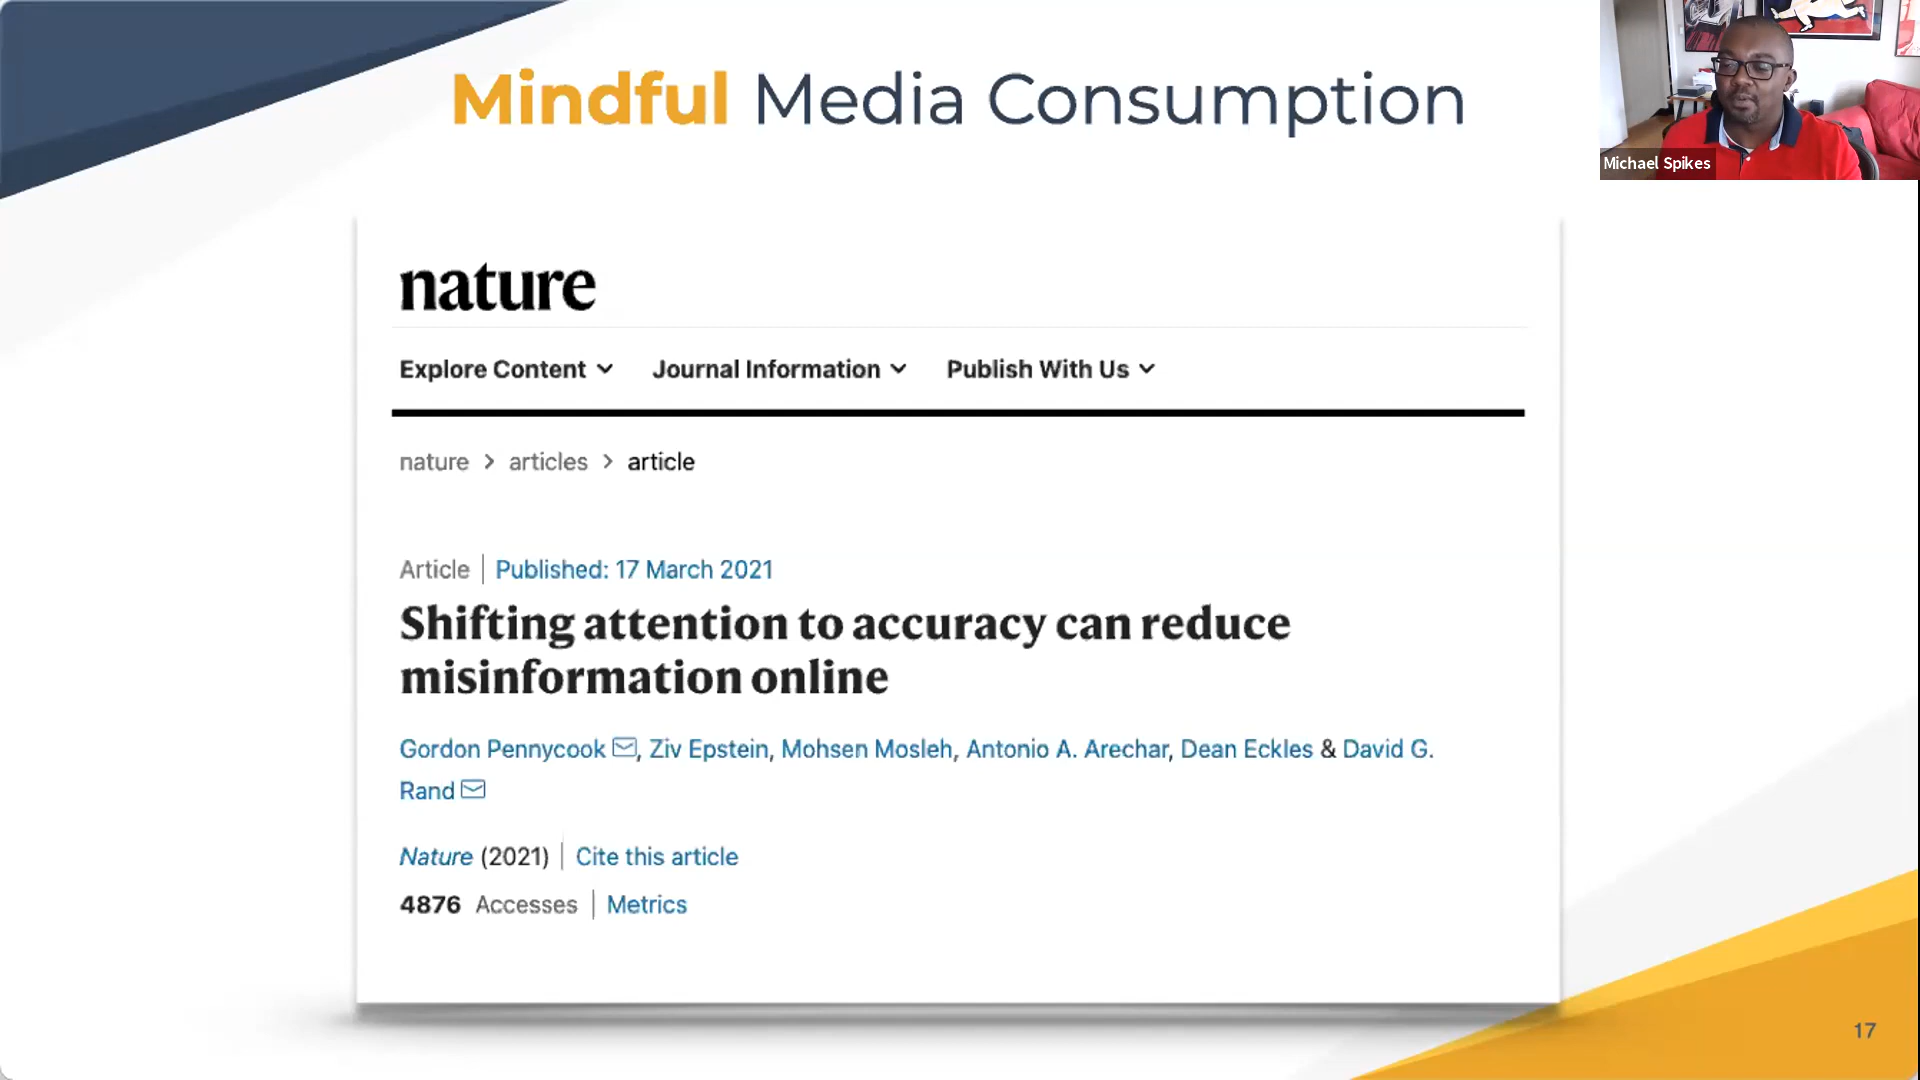 Mindful Media Consumption
Michael Spikes
nature
Explore Content Journal Information Publish With Us
nature > articles > article
Article | Published: 17 March 2021
Shifting attention to accuracy can reduce
misinformation online
Gordon Pennycook, Ziv Epstein, Mohsen Mosleh, Antonio A. Arechar, Dean Eckles & David G.
Rand
Nature (2021) | Cite this article
4876 Accesses | Metrics
17